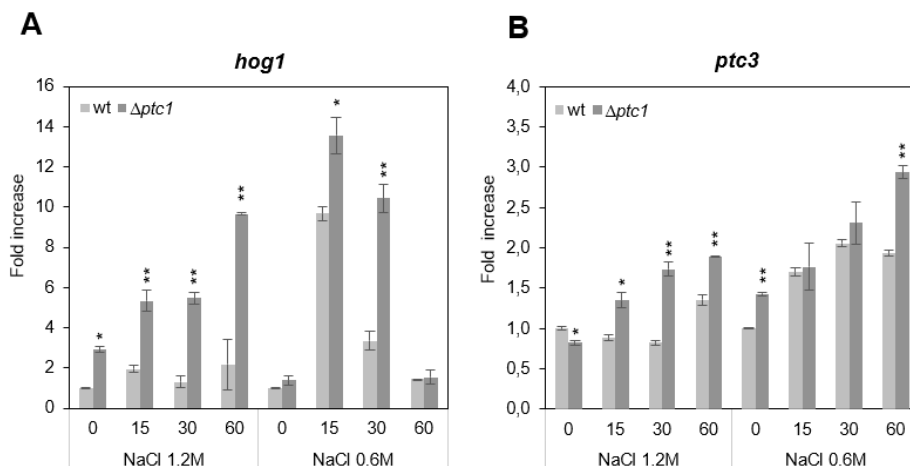 A
hog1
16
14
12
10
8
6
4
2
0
Fold increase
wt Δptc1
* ** ** ** * **
0 15 30 60 0 15 30 60
NaCl 1.2M NaCl 0.6M
B
ptc3
4,0
3,5
3,0
2,5
2,0
1,5
1,0
0,5
0,0
Fold increase
wt Δptc1
* * ** ** ** **
0 15 30 60 0 15 30 60
NaCl 1.2M NaCl 0.6M